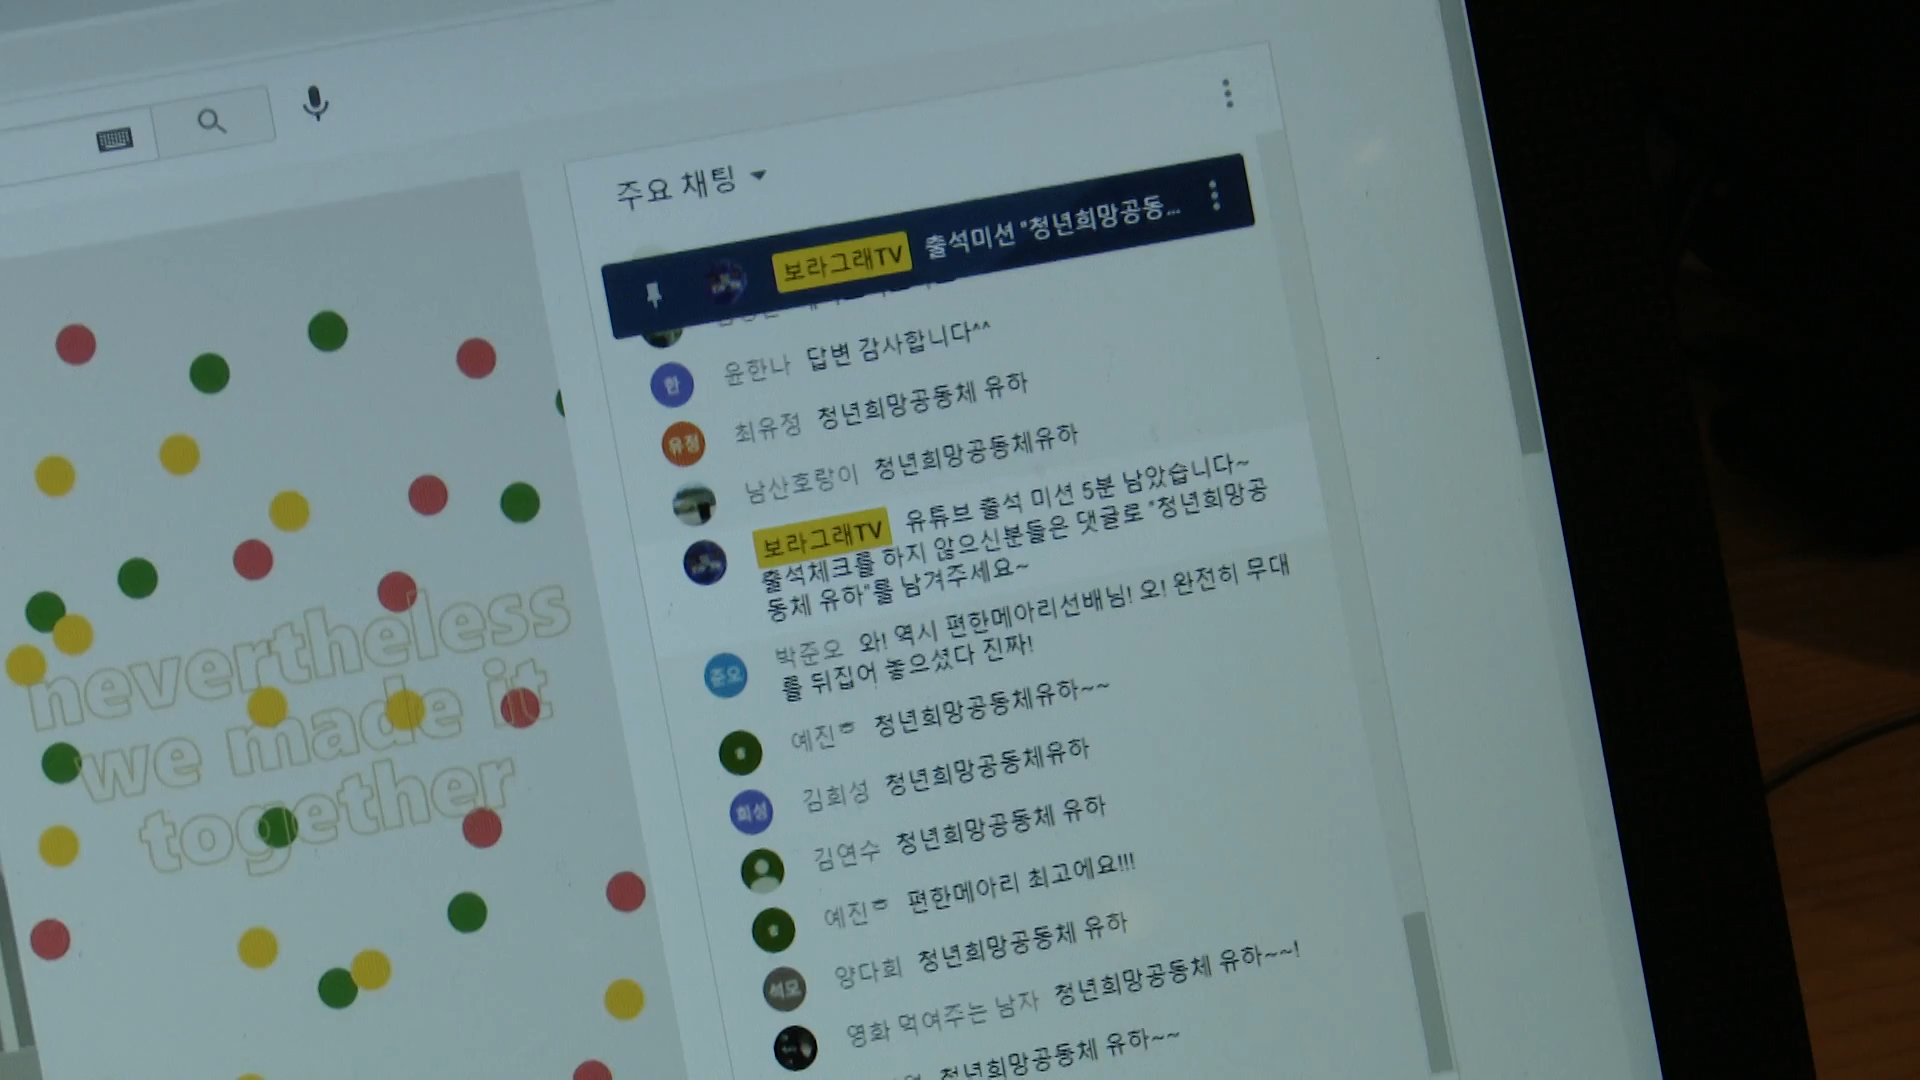 주요 채팅
보라그래TV 출석미션 "청년희망공동...
한 윤한나 답변 감사합니다^^
유정 최유정 청년희망공동체 유하
남산호랑이 청년희망공동체유하
보라그래TV 유튜브 출석 미션 5분 남았습니다~
출석체크를 하지 않으신분들은 댓글로 "청년희망공
동체 유하"를 남겨주세요~
준오 박준오 와! 역시 편한메아리선배님! 오! 완전히 무대
를 뒤집어 놓으셨다 진짜!
예진ㅎ 청년희망공동체유하~~
희성 김희성 청년희망공동체유하
김연수 청년희망공동체 유하
예진ㅎ 편한메아리 최고에요!!!
석모 양다희 청년희망공동체 유하
영화 먹여주는 남자 청년희망공동체 유하~~!
청년희망공동체 유하~~
nevertheless
we made it
together